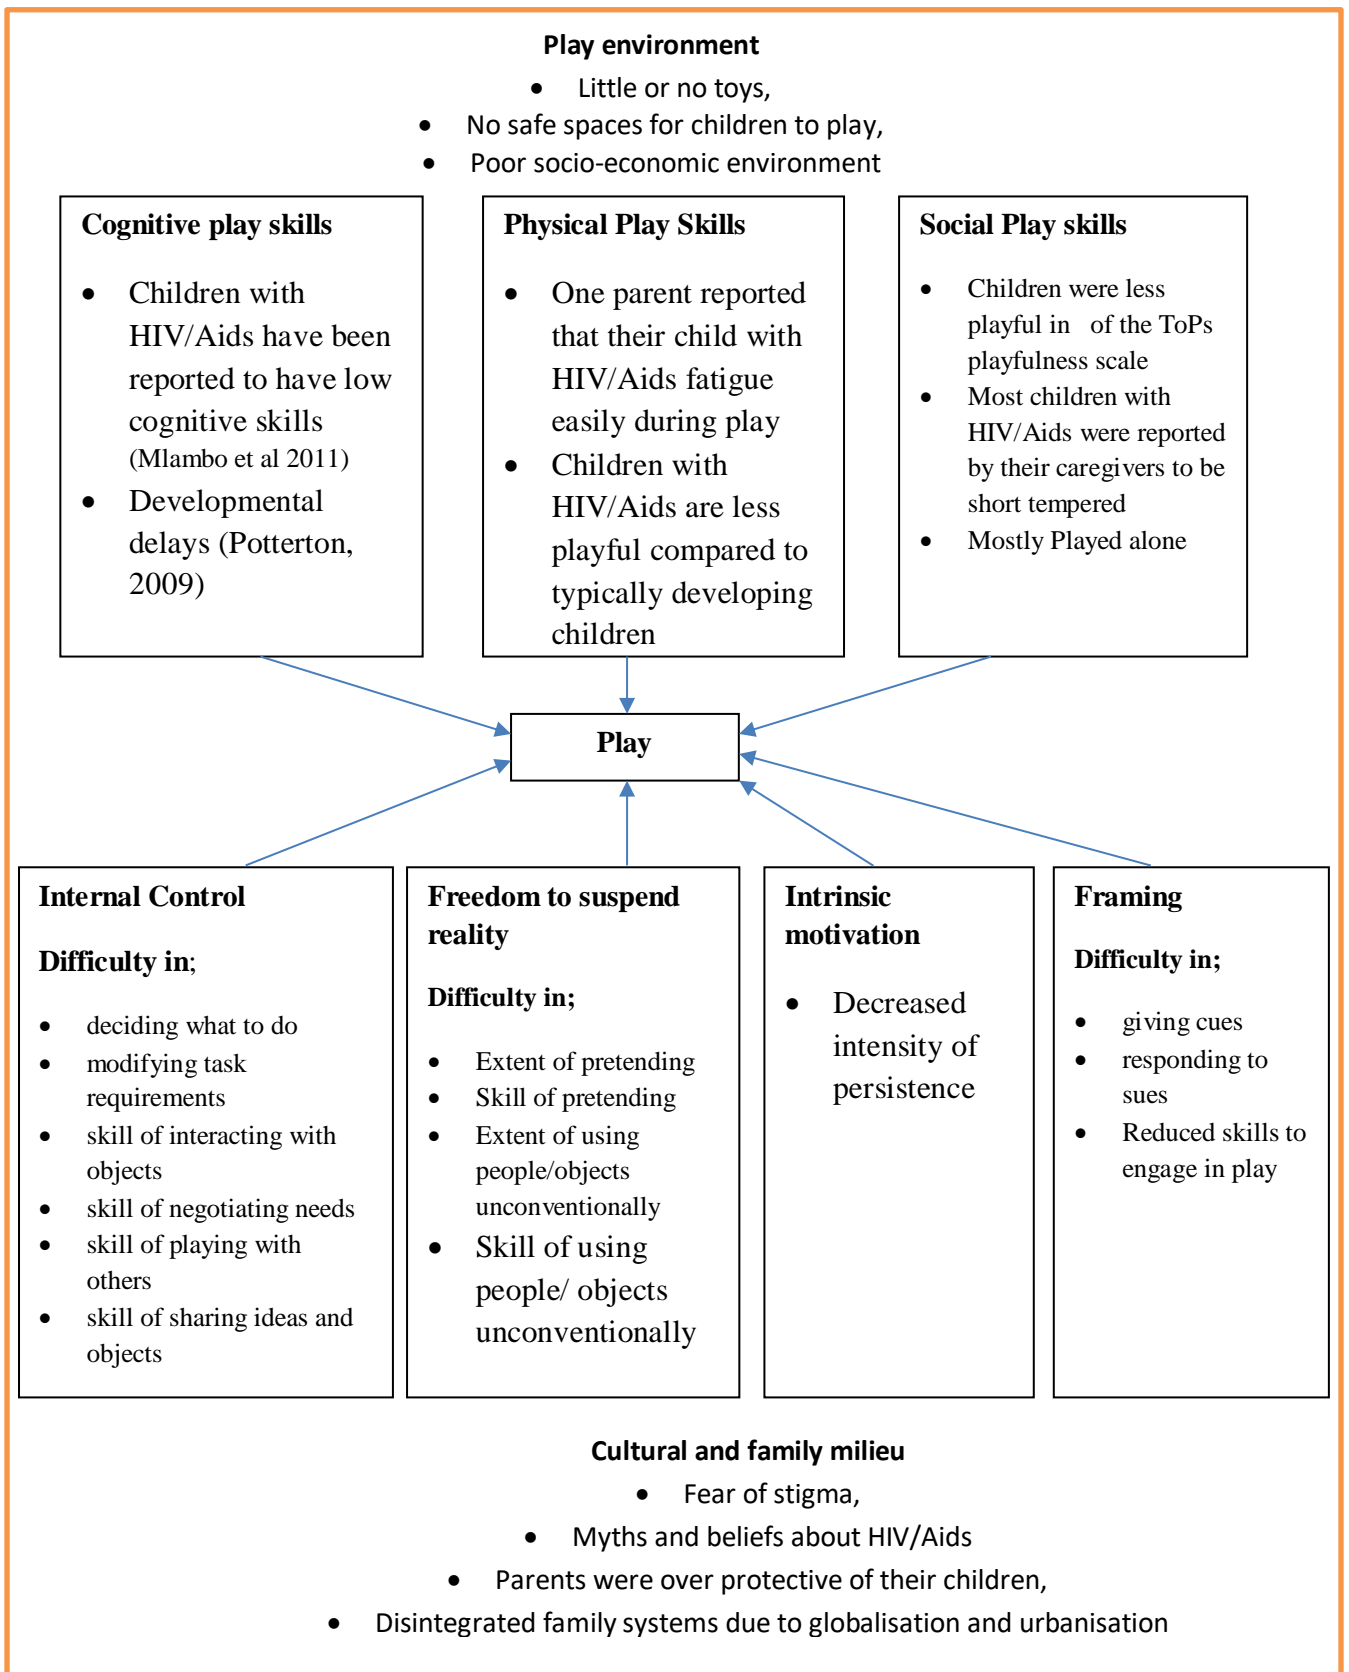 Play environment
• Little or no toys,
• No safe spaces for children to play,
• Poor socio-economic environment
Cognitive play skills
• Children with
HIV/Aids have been
reported to have low
cognitive skills
(Mlambo et al 2011)
• Developmental
delays (Potterton,
2009)
Physical Play Skills
• One parent reported
that their child with
HIV/Aids fatigue
easily during play
• Children with
HIV/Aids are less
playful compared to
typically developing
children
Social Play skills
• Children were less
playful in of the ToPs
playfulness scale
• Most children with
HIV/Aids were reported
by their caregivers to be
short tempered
• Mostly Played alone
Play
Internal Control
Difficulty in;
• deciding what to do
• modifying task
requirements
• skill of interacting with
objects
• skill of negotiating needs
• skill of playing with
others
• skill of sharing ideas and
objects
Freedom to suspend
reality
Difficulty in;
• Extent of pretending
• Skill of pretending
• Extent of using
people/objects
unconventionally
• Skill of using
people/ objects
unconventionally
Intrinsic
motivation
• Decreased
intensity of
persistence
Framing
Difficulty in;
• giving cues
• responding to
sues
• Reduced skills to
engage in play
Cultural and family milieu
• Fear of stigma,
• Myths and beliefs about HIV/Aids
• Parents were over protective of their children,
• Disintegrated family systems due to globalisation and urbanisation